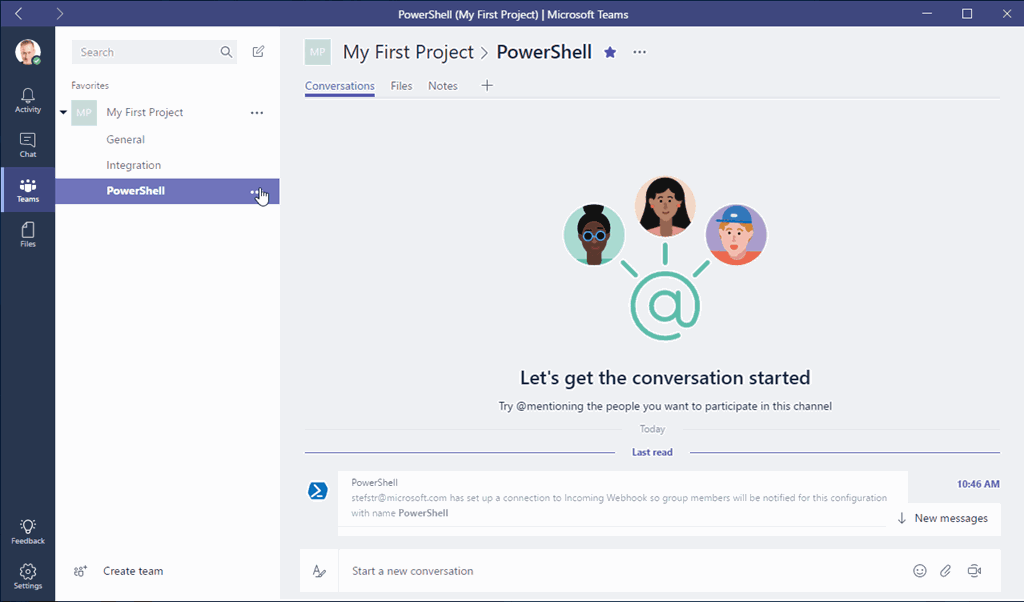 PowerShell (My First Project) | Microsoft Teams
Search
Favorites
MP My First Project
General
Integration
PowerShell
Activity
Chat
Teams
Files
Feedback
Settings
Create team
MP My First Project > PowerShell
Conversations Files Notes
Let's get the conversation started
Try @mentioning the people you want to participate in this channel
Today
Last read
PowerShell
10:46 AM
stefstr@microsoft.com has set up a connection to Incoming Webhook so group members will be notified for this configuration
with name PowerShell
New messages
Start a new conversation